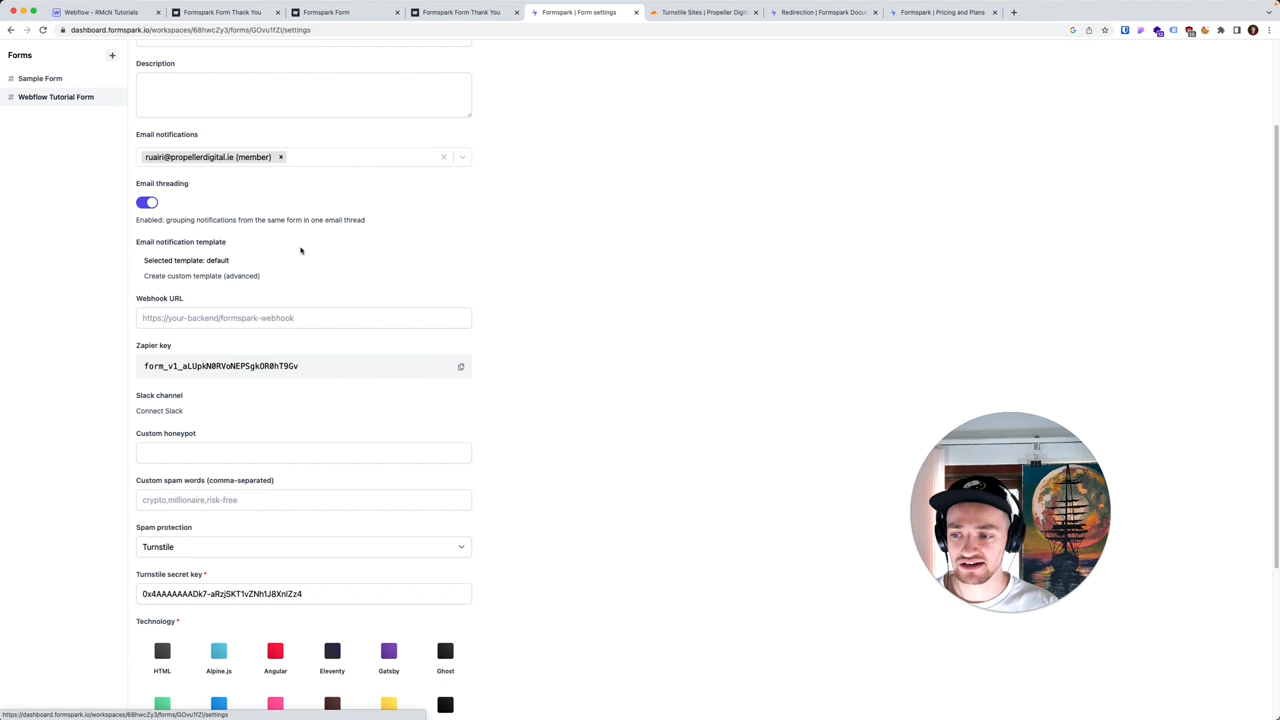 Webflow - RMcN Tutorials
Formspark Form Thank You
Formspark Form
Formspark Form Thank You
Formspark | Form settings
Turnstile Sites | Propeller Digi
Redirection | Formspark Docu
Formspark | Pricing and Plans
dashboard.formspark.io/workspaces/68hwcZy3/forms/GOvu1fZI/settings
Forms
# Sample Form
# Webflow Tutorial Form
Description
Email notifications
ruairi@propellerdigital.ie (member)
Email threading
Enabled: grouping notifications from the same form in one email thread
Email notification template
Selected template: default
Create custom template (advanced)
Webhook URL
https://your-backend/formspark-webhook
Zapier key
form_v1_aLUpkN0RVoNEPSgkOR0hT9Gv
Slack channel
Connect Slack
Custom honeypot
Custom spam words (comma-separated)
crypto,millionaire,risk-free
Spam protection
Turnstile
Turnstile secret key *
0x4AAAAAAADk7-aRzjSKT1vZNh1J8XnlZz4
Technology *
HTML
Alpine.js
Angular
Eleventy
Gatsby
Ghost
https://dashboard.formspark.io/workspaces/68hwcZy3/forms/GOvu1fZI/settings